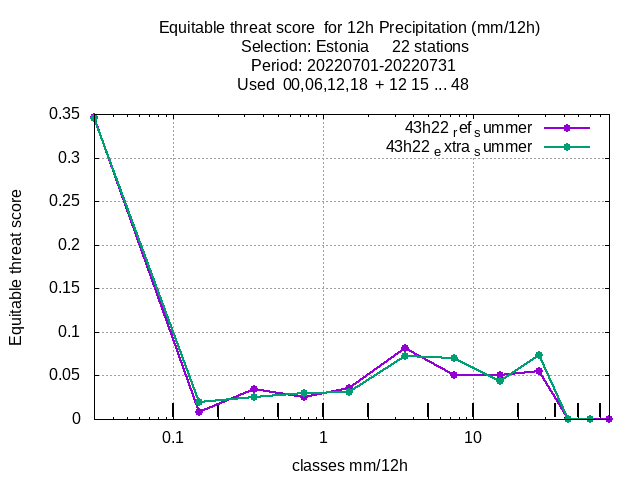 Equitable threat score  for 12h Precipitation (mm/12h)
Selection: Estonia     22 stations
Period: 20220701-20220731
Used  00,06,12,18  + 12 15 ... 48
43h22 ref summer
43h22 extra summer
0.35
0.3
0.25
0.2
0.15
0.1
0.05
0
Equitable threat score
0.1
1
10
classes mm/12h